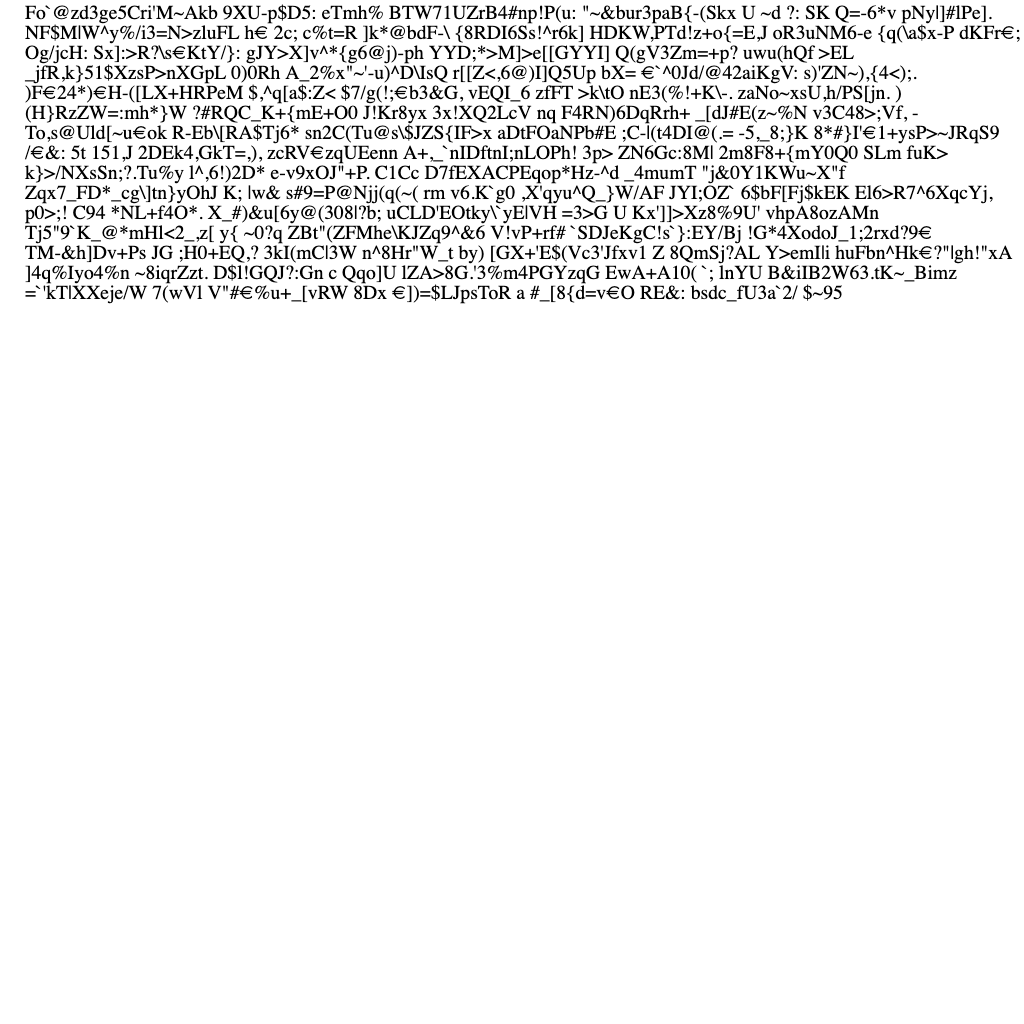 Fo`@zd3ge5Cri'M~Akb 9XU-p$D5: eTmh% BTW71UZrB4#np!P(u: "~&bur3paB{-(Skx U ~d ?: SK Q=-6*v pNyl]#lPe].
NF$M|W^y%/i3=N>zluFL h€ 2c; c%t=R ]k*@bdF-\ {8RDI6Ss!^r6k] HDKW,PTd!z+o{=E,J oR3uNM6-e {q(\a$x-P dKFr€;
Og/jcH: Sx]:>R?\s€KtY/}: gJY>X]v^*{g6@j)-ph YYD;*>M]>e[[GYYI] Q(gV3Zm=+p? uwu(hQf >EL
_jfR,k}51$XzsP>nXGpL 0)0Rh A_2%x"~'-u)^D\IsQ r[[Z<,6@)I]Q5Up bX= €`^0Jd/@42aiKgV: s)'ZN~),{4<);.
)F€24*)€H-([LX+HRPeM $,^q[a$:Z< $7/g(!;€b3&G, vEQI_6 zfFT >k\tO nE3(%!+K\-. zaNo~xsU,h/PS[jn. )
(H}RzZW=:mh*}W ?#RQC_K+{mE+O0 J!Kr8yx 3x!XQ2LcV nq F4RN)6DqRrh+ _[dJ#E(z~%N v3C48>;Vf, -
To,s@Uld[~u€ok R-Eb\[RA$Tj6* sn2C(Tu@s\$JZS{IF>x aDtFOaNPb#E ;C-l(t4DI@(.= -5,_8;}K 8*#}I'€1+ysP>~JRqS9
/€&: 5t 151,J 2DEk4,GkT=,), zcRV€zqUEenn A+,_`nIDftnI;nLOPh! 3p> ZN6Gc:8M| 2m8F8+{mY0Q0 SLm fuK>
k}>/NXsSn;?.Tu%y l^,6!)2D* e-v9xOJ"+P. C1Cc D7fEXACPEqop*Hz-^d _4mumT "j&0Y1KWu~X"f
Zqx7_FD*_cg\]tn}yOhJ K; |w& s#9=P@Njj(q(~( rm v6.K`g0 ,X'qyu^Q_}W/AF JYI;OZ` 6$bF[Fj$kEK El6>R7^6XqcYj,
p0>;! C94 *NL+f4O*. X_#)&u[6y@(308l?b; uCLD'EOtky\`yE|VH =3>G U Kx']]>Xz8%9U' vhpA8ozAMn
Tj5"9`K_@*mHl<2_,z[ y{ ~0?q ZBt"(ZFMhe\KJZq9^&6 V!vP+rf# `SDJeKgC!s`}:EY/Bj !G*4XodoJ_1;2rxd?9€
TM-&h]Dv+Ps JG ;H0+EQ,? 3kI(mC|3W n^8Hr"W_t by) [GX+'E$(Vc3'Jfxv1 Z 8QmSj?AL Y>emI|i huFbn^Hk€?"|gh!"xA
]4q%Iyo4%n ~8iqrZzt. D$l!GQJ?:Gn c Qqo]U lZA>8G.'3%m4PGYzqG EwA+A10( `; lnYU B&iIB2W63.tK~_Bimz
=`'kT|XXeje/W 7(wVl V"#€%u+_[vRW 8Dx €])=$LJpsToR a #_[8{d=v€O RE&: bsdc_fU3a`2/ $~95